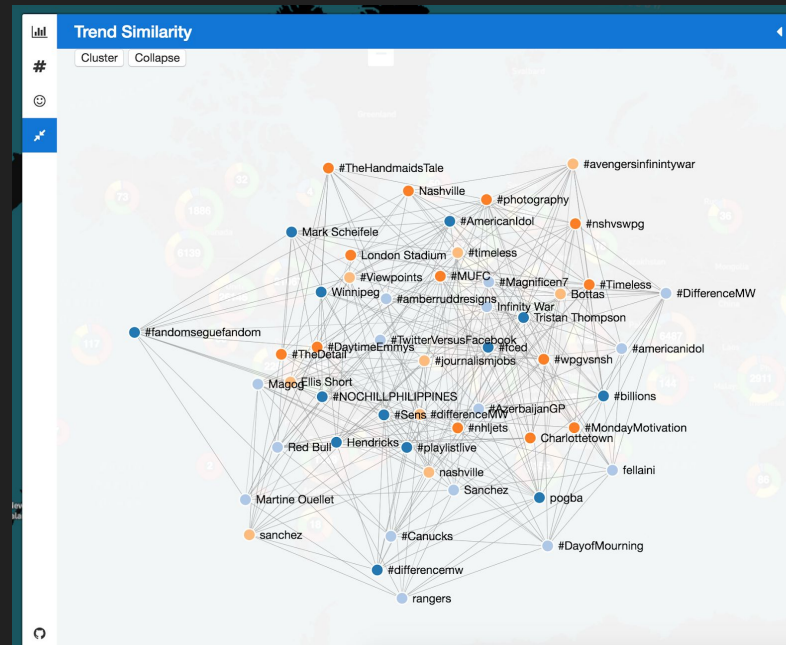 Trend Similarity
Cluster
Collapse
#
#TheHandmaidsTale
#avengersinfinintywar
Nashville
#photography
#AmericanIdol
#nshvswpg
Mark Scheifele
London Stadium
#timeless
#Viewpoints
#MUFC
#Magnificen7
#Timeless
Winnipeg
#amberruddresigns
Bottas
#DifferenceMW
Infinity War
Tristan Thompson
#fandomseguefandom
#TwitterVersusFacebook
#DaytimeEmmys
#fced
#americanidol
#TheDetail
#journalismjobs
#wpgvsnsh
Magog
Ellis Short
#NOCHILLPHILIPPINES
#billions
#Sens
#differenceMW
#AzerbaijanGP
#nhljets
#MondayMotivation
Charlottetown
Red Bull
Hendricks
#playlistlive
nashville
fellaini
Sanchez
pogba
Martine Ouellet
sanchez
#Canucks
#DayofMourning
#differencemw
rangers